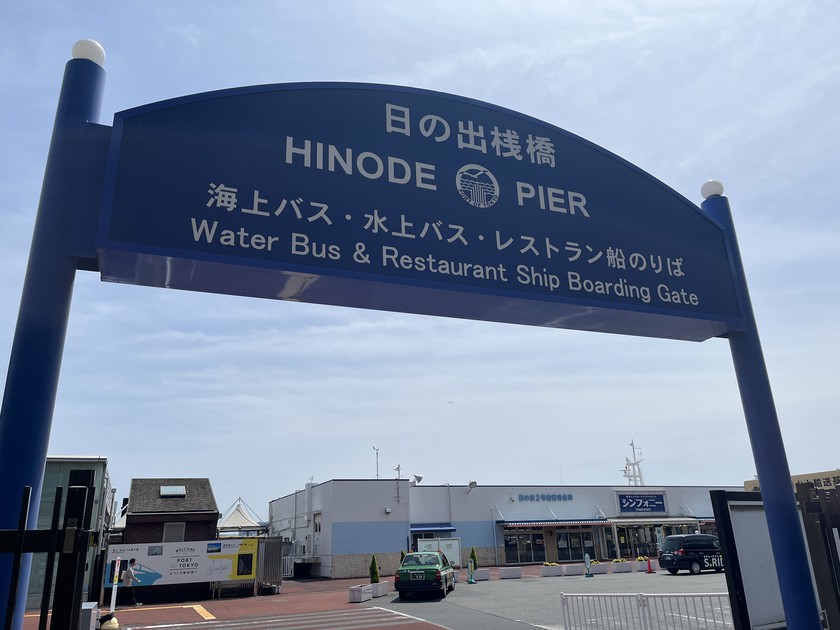 日の出桟橋
HINODE PIER
海上バス・水上バス・レストラン船のりば
Water Bus & Restaurant Ship Boarding Gate
シンフォニー
PORT
TOKYO
S.RI